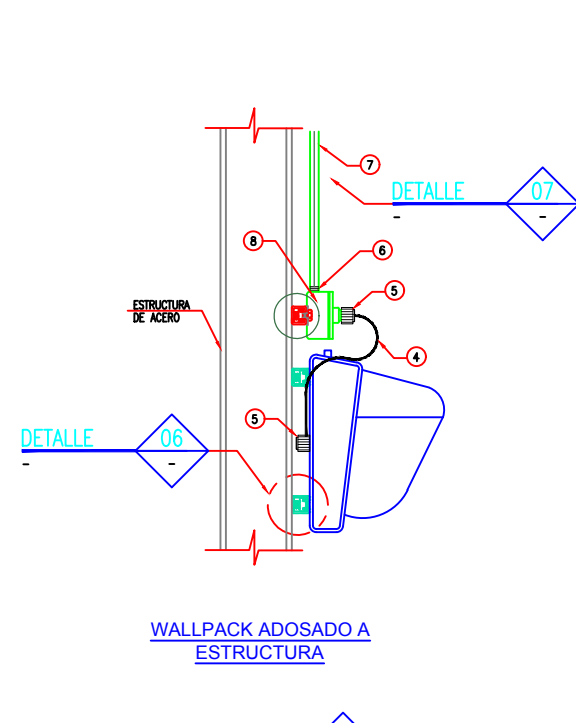 7
DETALLE 07
-
-
8
6
5
ESTRUCTURA
DE ACERO
4
5
DETALLE 06
-
-
WALLPACK ADOSADO A
ESTRUCTURA